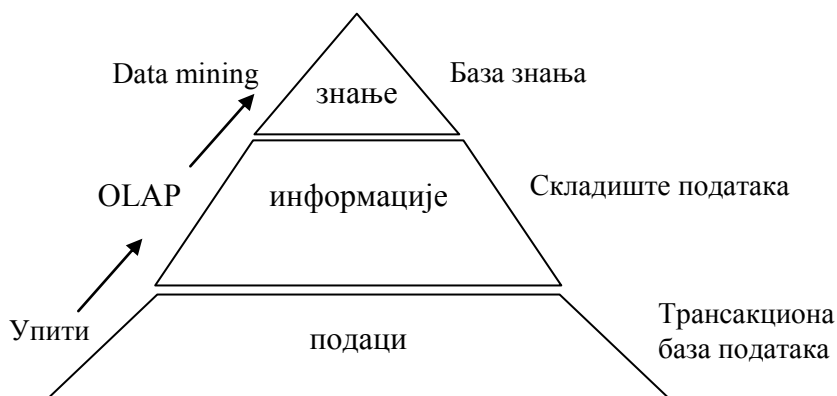 Data mining
знање
База знања
OLAP
информације
Складиште података
Упити
подаци
Трансакциона
база података